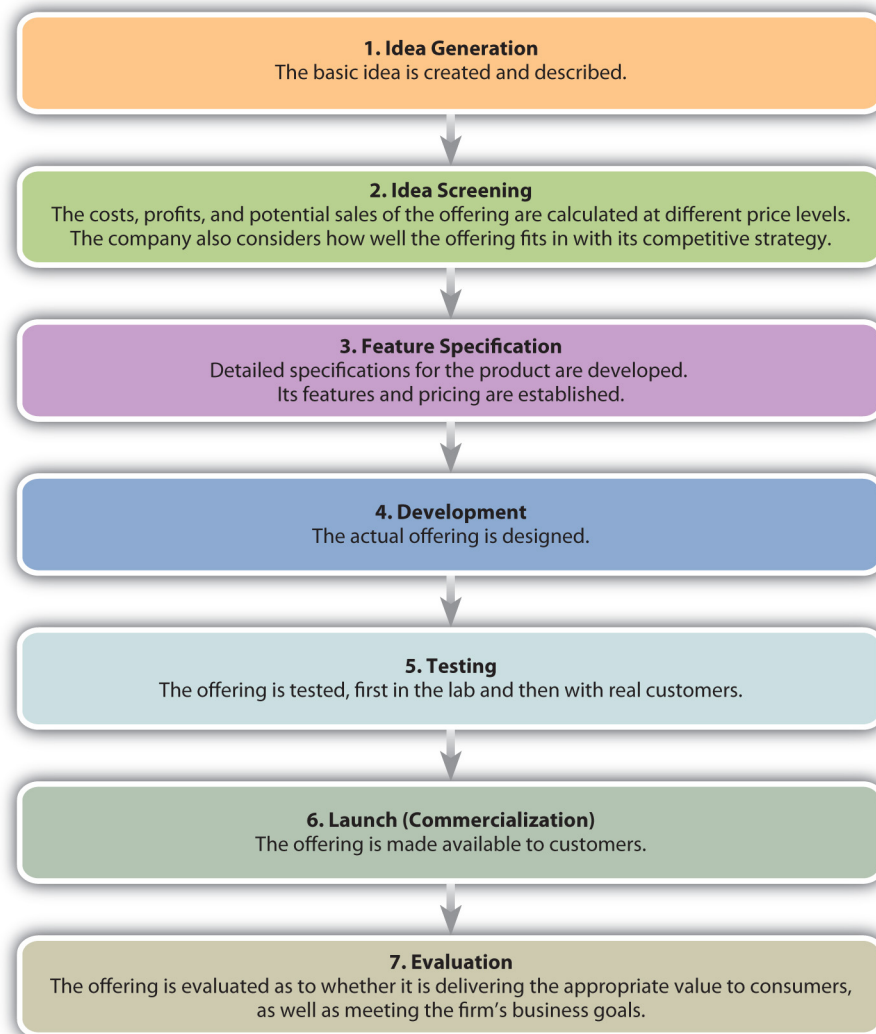 1. Idea Generation
The basic idea is created and described.
2. Idea Screening
The costs, profits, and potential sales of the offering are calculated at different price levels.
The company also considers how well the offering fits in with its competitive strategy.
3. Feature Specification
Detailed specifications for the product are developed.
Its features and pricing are established.
4. Development
The actual offering is designed.
5. Testing
The offering is tested, first in the lab and then with real customers.
6. Launch (Commercialization)
The offering is made available to customers.
7. Evaluation
The offering is evaluated as to whether it is delivering the appropriate value to consumers,
as well as meeting the firm’s business goals.